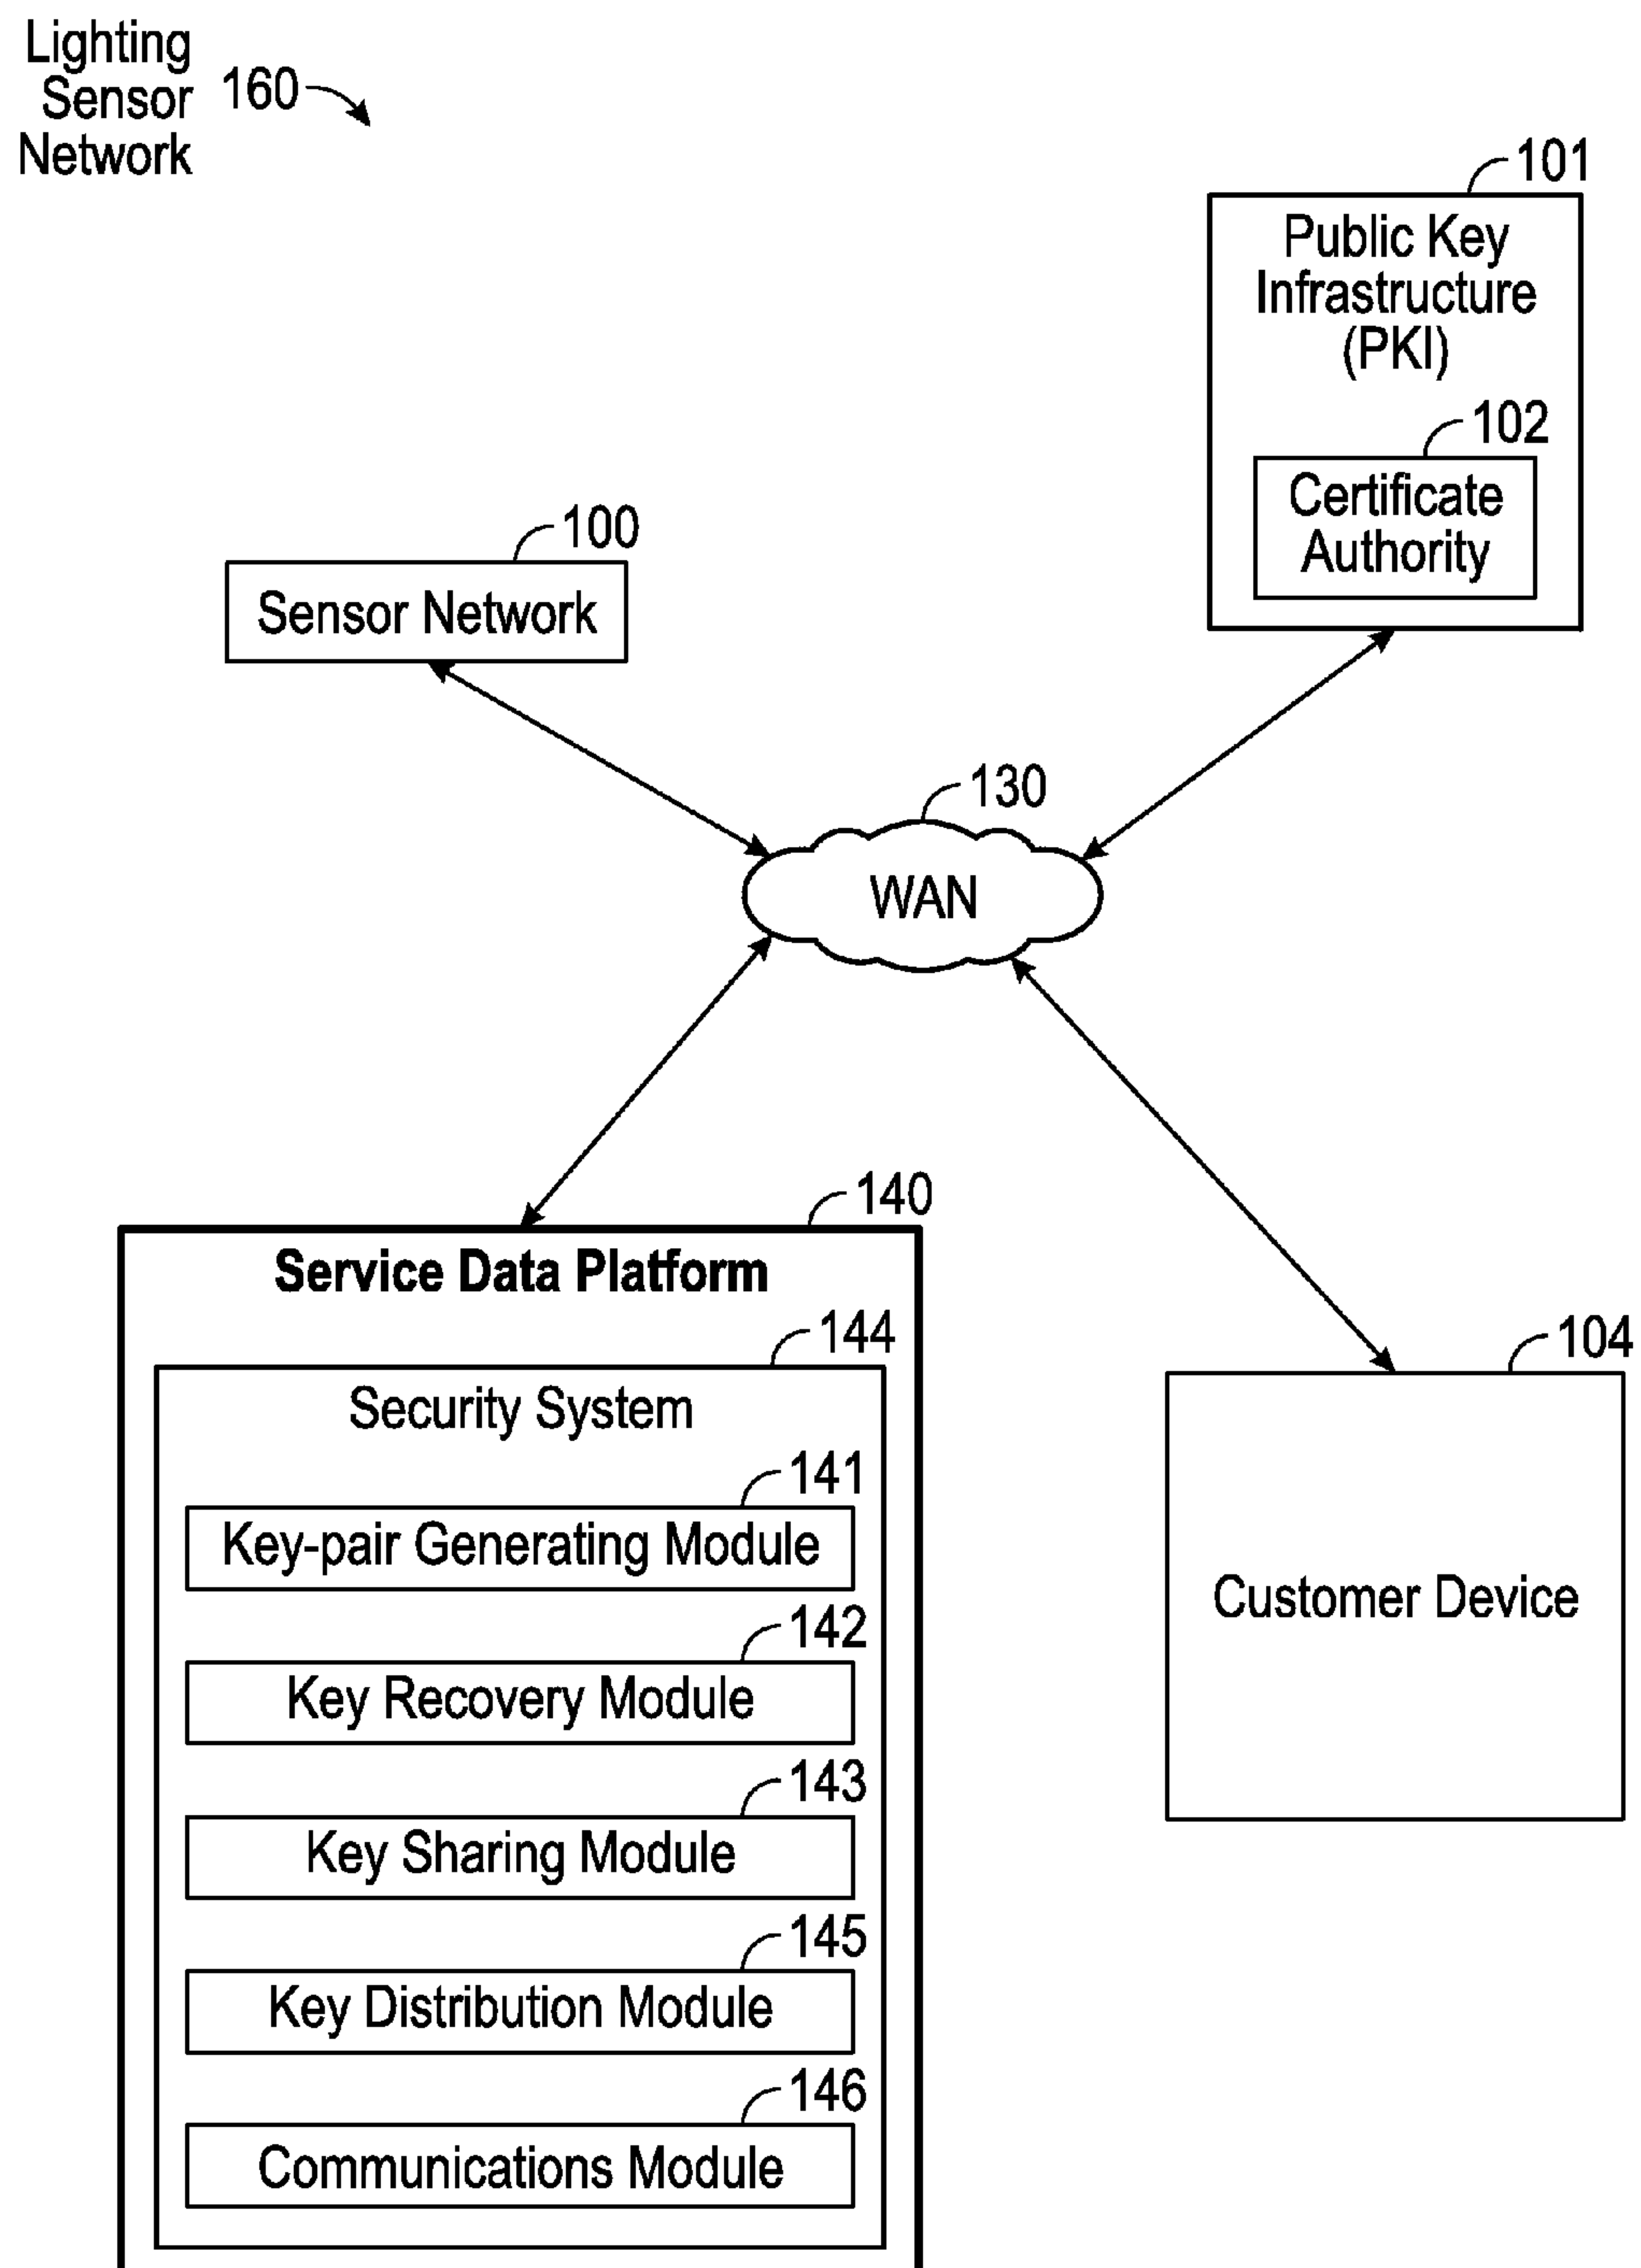 Lighting
Sensor
Network
160
101
Public Key
Infrastructure
(PKI)
102
Certificate
Authority
100
Sensor Network
130
WAN
140
Service Data Platform
144
Security System
141
Key-pair Generating Module
142
Key Recovery Module
143
Key Sharing Module
145
Key Distribution Module
146
Communications Module
104
Customer Device